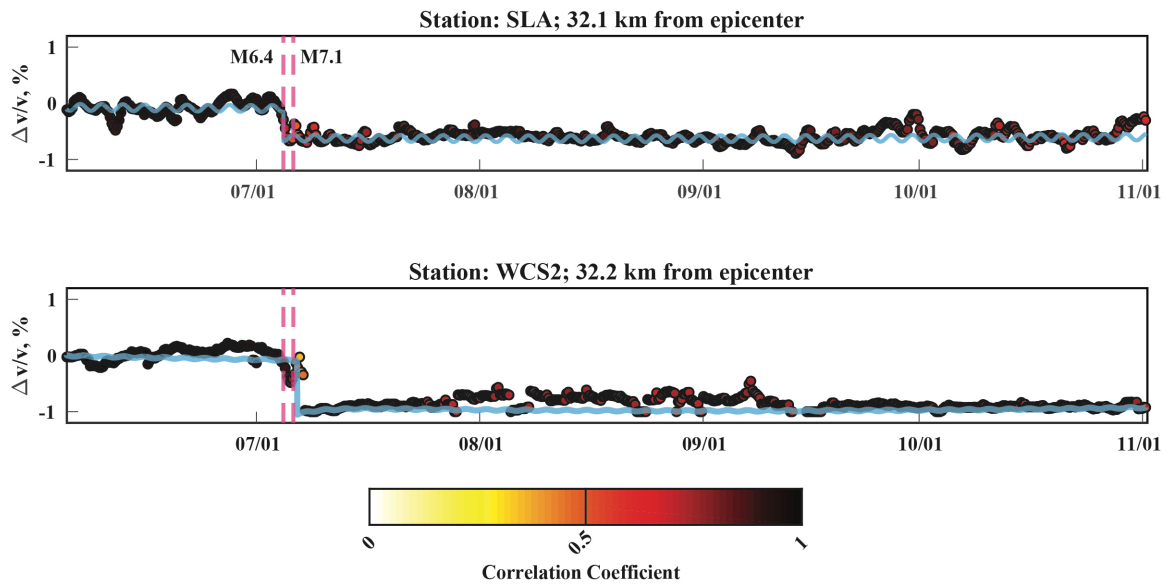 Station: SLA; 32.1 km from epicenter
1
0
-1
Δv/v, %
M6.4 M7.1
07/01 08/01 09/01 10/01 11/01
Station: WCS2; 32.2 km from epicenter
1
0
-1
Δv/v, %
07/01 08/01 09/01 10/01 11/01
0 0.5 1
Correlation Coefficient